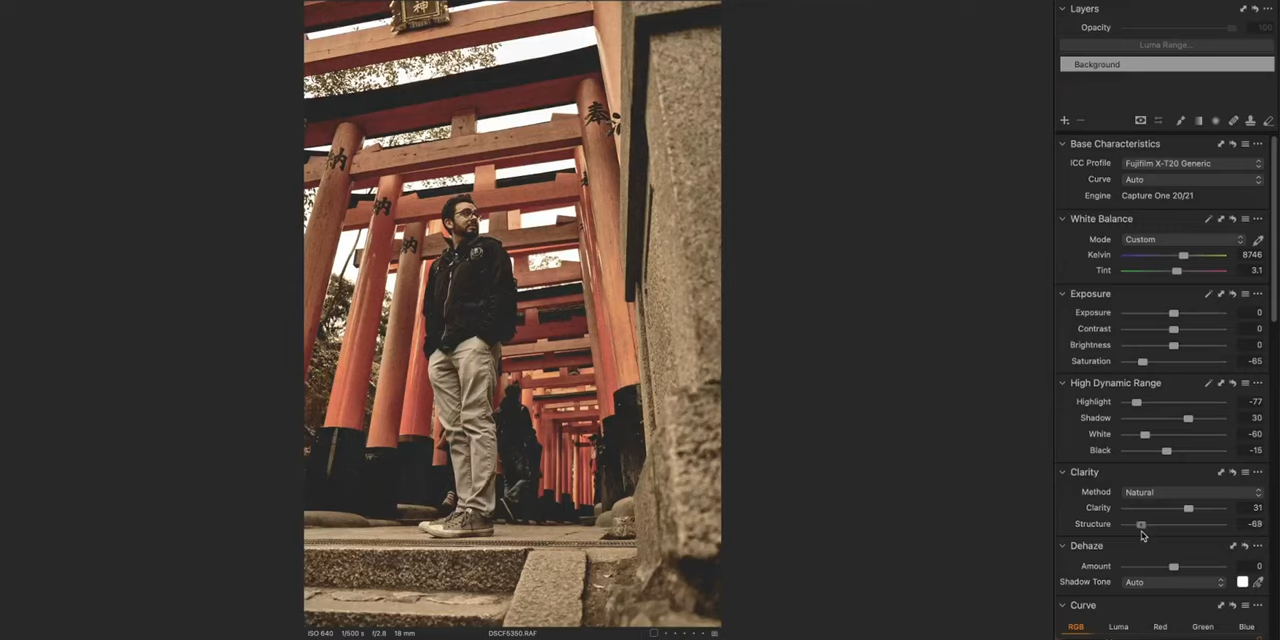 Layers
Opacity 100
Luma Range...
Background
Base Characteristics
ICC Profile Fujifilm X-T20 Generic
Curve Auto
Engine Capture One 20/21
White Balance
Mode Custom
Kelvin 8746
Tint 3.1
Exposure
Exposure 0
Contrast 0
Brightness 0
Saturation -65
High Dynamic Range
Highlight -77
Shadow 30
White -60
Black -15
Clarity
Method Natural
Clarity 31
Structure -69
Dehaze
Amount 0
Shadow Tone Auto
Curve
RGB Luma Red Green Blue
神
奉
納
納
納
ISO 640 1/500 s f/2.8 18 mm DSCF5350.RAF